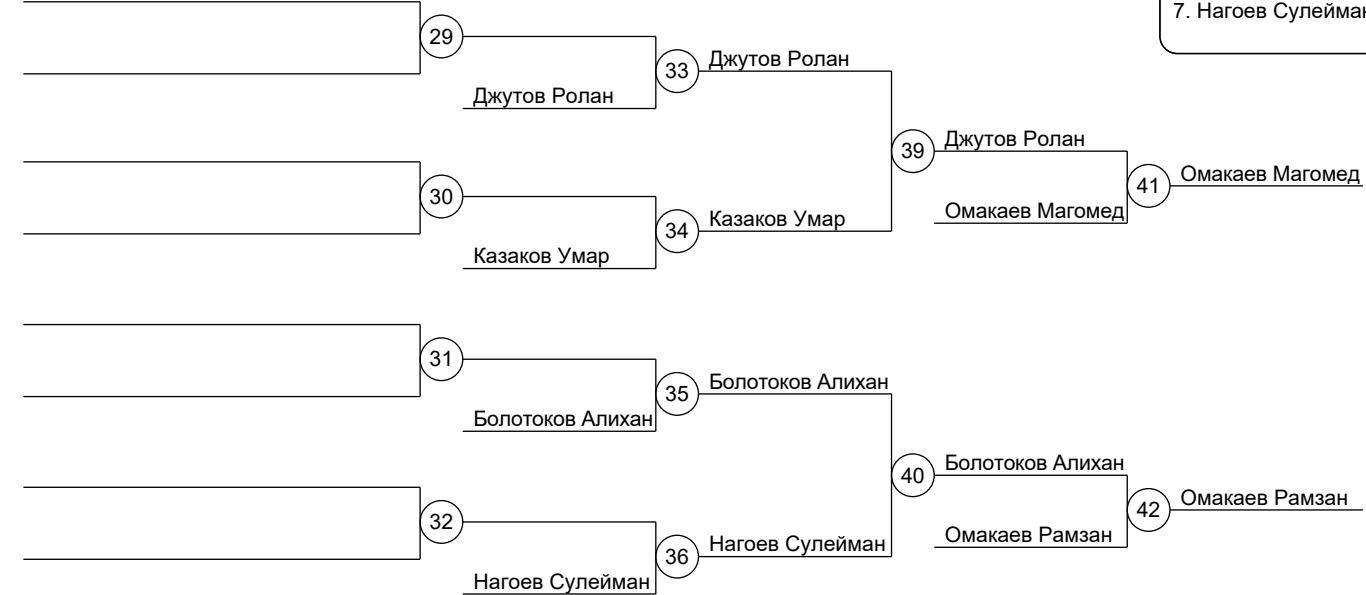 7. Нагоев Сулейман
29
Джутов Ролан
33
Джутов Ролан
39
Джутов Ролан
41
Омакаев Магомед
Омакаев Магомед
30
34
Казаков Умар
Казаков Умар
31
35
Болотоков Алихан
Болотоков Алихан
40
Болотоков Алихан
42
Омакаев Рамзан
Омакаев Рамзан
32
36
Нагоев Сулейман
Нагоев Сулейман